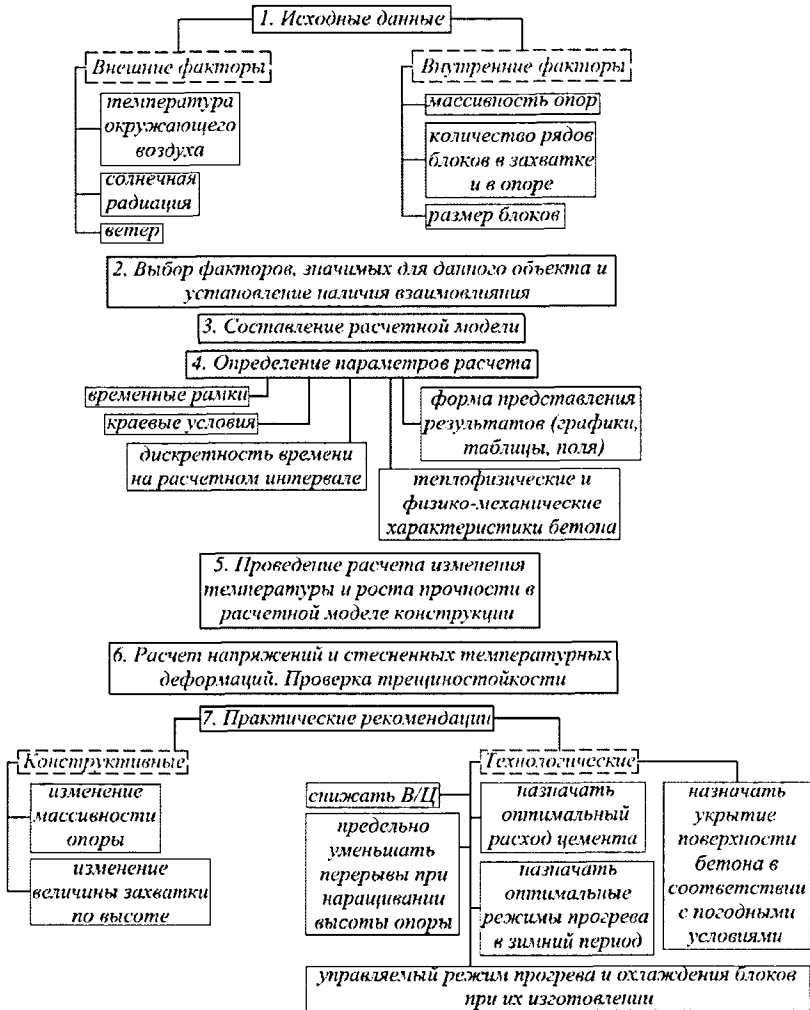 1. Исходные данные
Внешние факторы
температура
окружающего
воздуха
солнечная
радиация
ветер
Внутренние факторы
массивность опор
количество рядов
блоков в захватке
и в опоре
размер блоков
2. Выбор факторов, значимых для данного объекта и
установление наличия взаимовлияния
3. Составление расчетной модели
4. Определение параметров расчета
временные рамки
краевые условия
дискретность времени
на расчетном интервале
форма представления
результатов (графики,
таблицы, поля)
теплофизические и
физико-механические
характеристики бетона
5. Проведение расчета изменения
температуры и роста прочности в
расчетной моделе конструкции
6. Расчет напряжений и стесненных температурных
деформаций. Проверка трещиностойкости
7. Практические рекомендации
Конструктивные
изменение
массивности
опоры
изменение
величины захватки
по высоте
Технологические
снижать В/Ц
предельно
уменьшать
перерывы при
наращивании
высоты опоры
назначать
оптимальный
расход цемента
назначать
оптимальные
режимы прогрева
в зимний период
назначать
укрытие
поверхности
бетона в
соответствии
с погодными
условиями
управляемый режим прогрева и охлаждения блоков
при их изготовлении